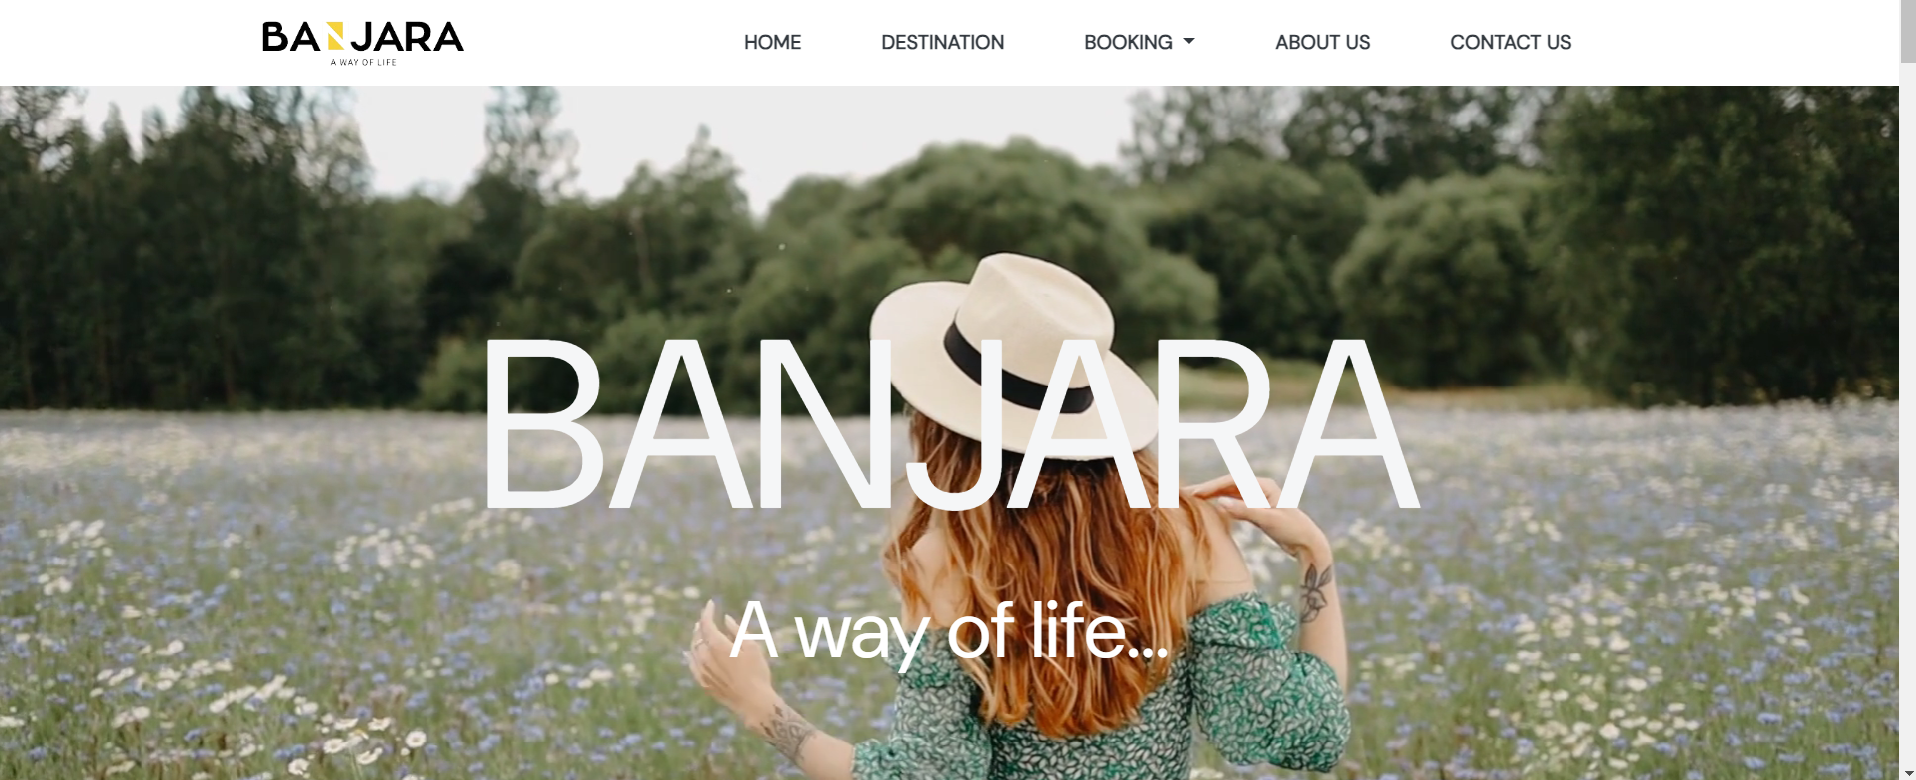 BANJARA
A WAY OF LIFE
HOME DESTINATION BOOKING ABOUT US CONTACT US
BANJARA
A way of life...